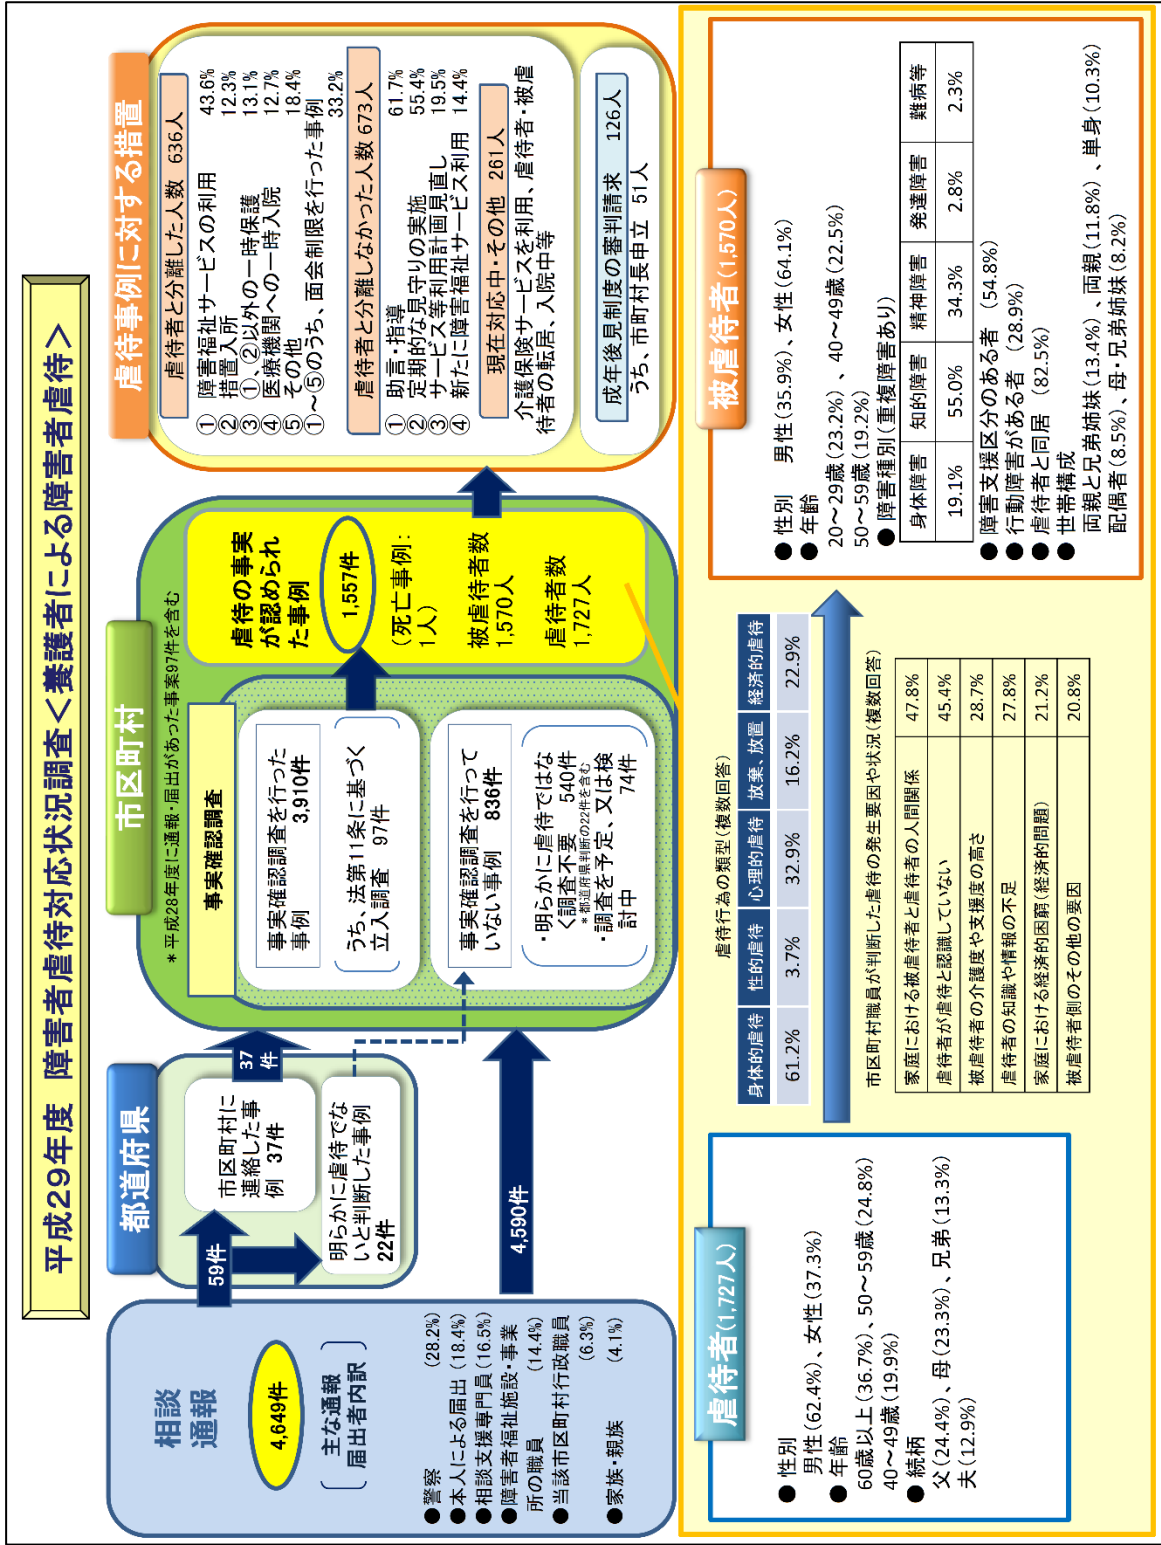 平成29年度 障害者虐待対応状況調査<養護者による障害者虐待>
相談
通報
4,649件
主な通報
届出者内訳
●警察 (28.2%)
●本人による届出 (18.4%)
●相談支援専門員 (16.5%)
●障害者福祉施設・事業
所の職員 (14.4%)
●当該市区町村行政職員
(6.3%)
●家族・親族 (4.1%)
都道府県
59件
市区町村に
連絡した事
例 37件
37
件
明らかに虐待でな
いと判断した事例
22件
4,590件
市区町村
*平成28年度に通報・届出があった事案97件を含む
事実確認調査
事実確認調査を行った
事例 3,910件
うち、法第11条に基づく
立入調査 97件
事実確認調査を行って
いない事例 836件
・明らかに虐待ではな
く調査不要 540件
*都道府県判断の22件を含む
・調査を予定、又は検
討中 74件
虐待の事実
が認められ
た事例
1,557件
(死亡事例:
1人)
被虐待者数
1,570人
虐待者数
1,727人
虐待事例に対する措置
虐待者と分離した人数 636人
① 障害福祉サービスの利用 43.6%
② 措置入所 12.3%
③ ①、②以外の一時保護 13.1%
④ 医療機関への一時入院 12.7%
⑤ その他 18.4%
①~⑤のうち、面会制限を行った事例
33.2%
虐待者と分離しなかった人数 673人
① 助言・指導 61.7%
② 定期的な見守りの実施 55.4%
③ サービス等利用計画見直し 19.5%
④ 新たに障害福祉サービス利用 14.4%
現在対応中・その他 261人
介護保険サービスを利用、虐待者・被虐
待者の転居、入院中等
成年後見制度の審判請求 126人
うち、市町村長申立 51人
虐待者(1,727人)
● 性別
男性(62.4%)、女性(37.3%)
● 年齢
60歳以上(36.7%)、50~59歳(24.8%)
40~49歳(19.9%)
● 続柄
父(24.4%)、母(23.3%)、兄弟(13.3%)
夫(12.9%)
虐待行為の類型(複数回答)
身体的虐待 性的虐待 心理的虐待 放棄、放置 経済的虐待
61.2% 3.7% 32.9% 16.2% 22.9%
市区町村職員が判断した虐待の発生要因や状況(複数回答)
家庭における被虐待者と虐待者の人間関係 47.8%
虐待者が虐待と認識していない 45.4%
被虐待者の介護度や支援度の高さ 28.7%
虐待者の知識や情報の不足 27.8%
家庭における経済的困窮(経済的問題) 21.2%
被虐待者側のその他の要因 20.8%
被虐待者(1,570人)
● 性別 男性(35.9%)、女性(64.1%)
● 年齢
20~29歳(23.2%)、40~49歳(22.5%)
50~59歳(19.2%)
● 障害種別(重複障害あり)
身体障害 知的障害 精神障害 発達障害 難病等
19.1% 55.0% 34.3% 2.8% 2.3%
● 障害支援区分のある者 (54.8%)
● 行動障害がある者 (28.9%)
● 虐待者と同居 (82.5%)
● 世帯構成
両親と兄弟姉妹(13.4%)、両親(11.8%)、単身(10.3%)
配偶者(8.5%)、母・兄弟姉妹(8.2%)